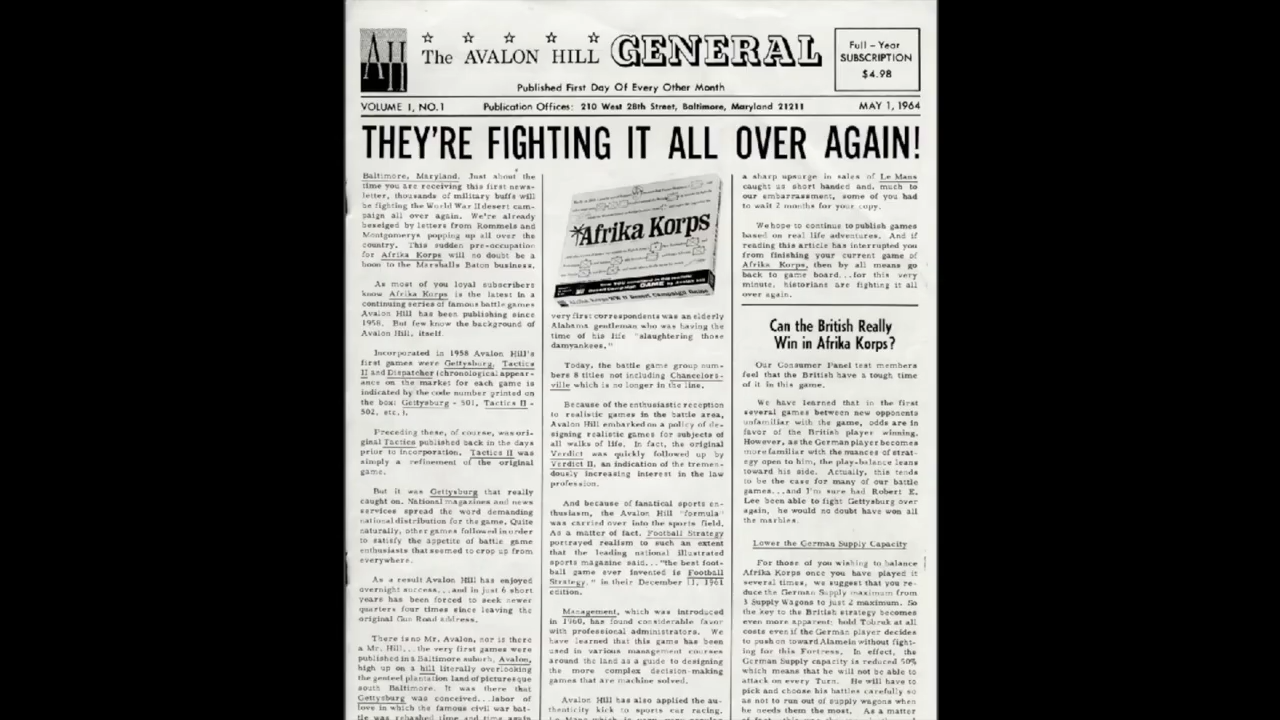 AH
The AVALON HILL GENERAL
Full - Year
SUBSCRIPTION
$4.98
Published First Day Of Every Other Month
VOLUME 1, NO. 1
Publication Offices: 210 West 28th Street, Baltimore, Maryland 21211
MAY 1, 1964
THEY'RE FIGHTING IT ALL OVER AGAIN!
Baltimore, Maryland. Just about the
time you are receiving this first news-
letter, thousands of military buffs will
be fighting the World War II desert cam-
paign all over again. We're already
beseiged by letters from Rommels and
Montgomerys popping up all over the
country. This sudden pre-occupation
for Afrika Korps will no doubt be a
boon to the Marshalls Baton business.
As most of you loyal subscribers
know Afrika Korps is the latest in a
continuing series of famous battle games
Avalon Hill has been publishing since
1958. But few know the background of
Avalon Hill, itself.
Incorporated in 1958 Avalon Hill's
first games were Gettysburg, Tactics
II and Dispatcher (chronological appear-
ance on the market for each game is
indicated by the code number printed on
the box: Gettysburg - 501, Tactics II -
502, etc.).
Preceding these, of course, was ori-
ginal Tactics published back in the days
prior to incorporation. Tactics II was
simply a refinement of the original
game.
But it was Gettysburg that really
caught on. National magazines and news
services spread the word demanding
national distribution for the game. Quite
naturally, other games followed in order
to satisfy the appetite of battle game
enthusiasts that seemed to crop up from
everywhere.
As a result Avalon Hill has enjoyed
overnight success...and in just 6 short
years has been forced to seek newer
quarters four times since leaving the
original Gun Road address.
There is no Mr. Avalon, nor is there
a Mr. Hill... the very first games were
published in a Baltimore suburb, Avalon,
high up on a hill literally overlooking
the genteel plantation land of picturesque
south Baltimore. It was there that
Gettysburg was conceived...labor of
love in which the famous civil war bat-
tle was rehashed time and time again
Afrika Korps
GAME
very first correspondents was an elderly
Alabama gentleman who was having the
time of his life "slaughtering those
damyankees."
Today, the battle game group num-
bers 8 titles not including Chancelors-
ville which is no longer in the line.
Because of the enthusiastic reception
to realistic games in the battle area,
Avalon Hill embarked on a policy of de-
signing realistic games for subjects of
all walks of life. In fact, the original
Verdict was quickly followed up by
Verdict II, an indication of the tremen-
douely increasing interest in the law
profession.
And because of fanatical sports en-
thusiasm, the Avalon Hill "formula"
was carried over into the sports field.
As a matter of fact, Football Strategy
portrayed realism to such an extent
that the leading national illustrated
sports magazine said... "the best foot-
ball game ever invented is Football
Strategy," in their December 11, 1961
edition.
Management, which was introduced
in 1960, has found considerable favor
with professional administrators. We
have learned that this game has been
used in various management courses
around the land as a guide to designing
the more complex decision-making
games that are machine solved.
Avalon Hill has also applied the au-
thenticity kick to sports car racing.
a sharp upsurge in sales of Le Mans
caught us short handed and, much to
our embarrassment, some of you had
to wait 2 months for your copy.
We hope to continue to publish games
based on real life adventures. And if
reading this article has interrupted you
from finishing your current game of
Afrika Korps, then by all means go
back to game board...for this very
minute, historians are fighting it all
over again.
Can the British Really
Win in Afrika Korps?
Our Consumer Panel test members
feel that the British have a tough time
of it in this game.
We have learned that in the first
several games between new opponents
unfamiliar with the game, odds are in
favor of the British player winning.
However, as the German player becomes
more familiar with the nuances of strat-
egy open to him, the play-balance leans
toward his side. Actually, this tends
to be the case for many of our battle
games...and I'm sure had Robert E.
Lee been able to fight Gettysburg over
again, he would no doubt have won all
the marbles.
Lower the German Supply Capacity
For those of you wishing to balance
Afrika Korps once you have played it
several times, we suggest that you re-
duce the German Supply maximum from
3 Supply Wagons to just 2 maximum. So
the key to the British strategy becomes
even more apparent: hold Tobruk at all
costs even if the German player decides
to push on toward Alamein without fight-
ing for this Fortress. In effect, the
German Supply capacity is reduced 50%
which means that he will not be able to
attack on every Turn. He will have to
pick and choose his battles carefully so
as not to run out of supply wagons when
he needs them the most. As a matter